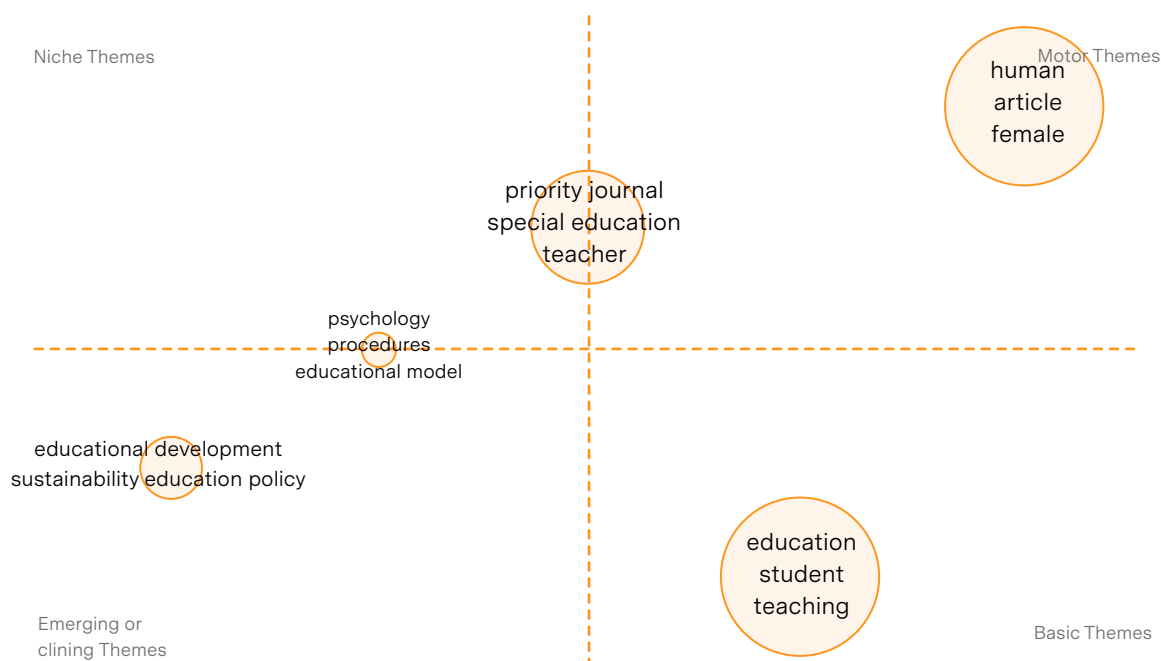 Niche Themes
Motor Themes
human
article
female
priority journal
special education
teacher
psychology
procedures
educational model
educational development
sustainability education policy
education
student
teaching
Emerging or
clining Themes
Basic Themes